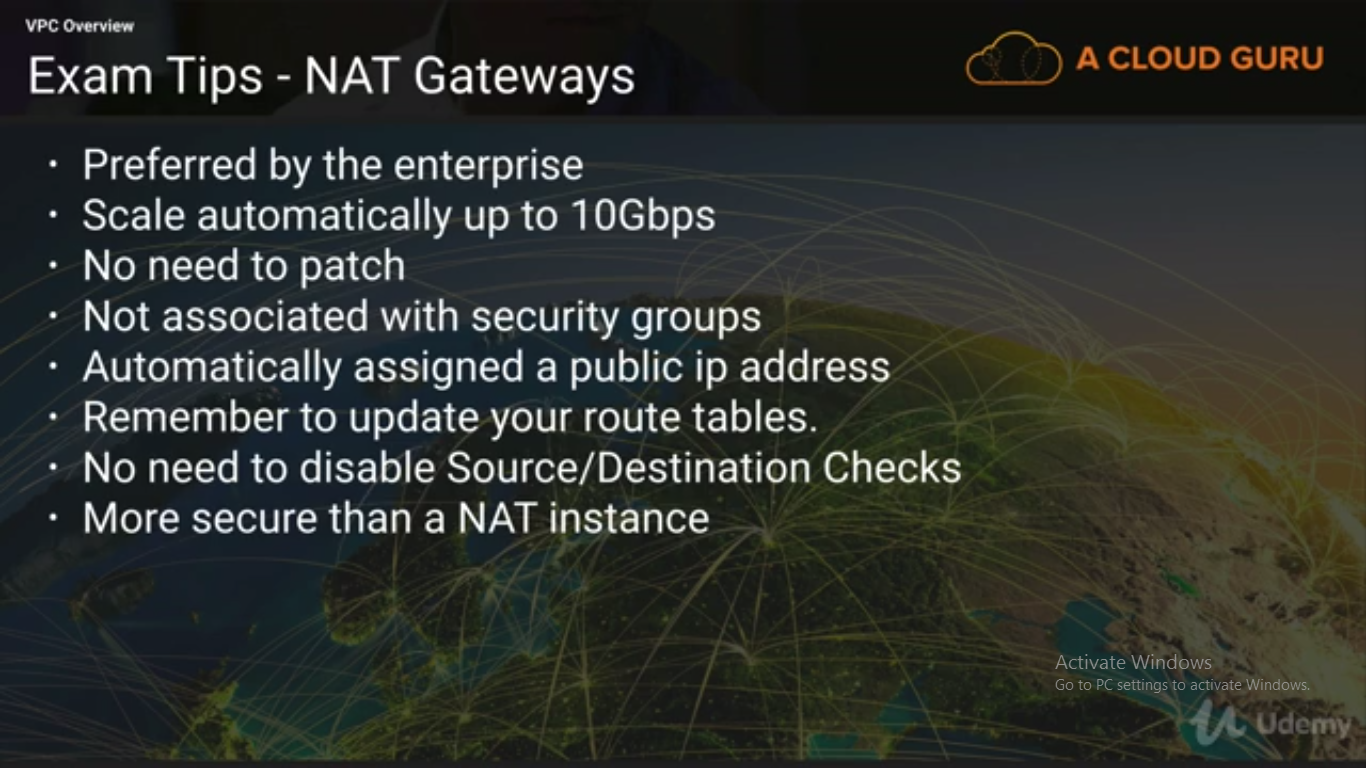 VPC Overview
Exam Tips - NAT Gateways
A CLOUD GURU
• Preferred by the enterprise
• Scale automatically up to 10Gbps
• No need to patch
• Not associated with security groups
• Automatically assigned a public ip address
• Remember to update your route tables.
• No need to disable Source/Destination Checks
• More secure than a NAT instance
Activate Windows
Go to PC settings to activate Windows.
Udemy